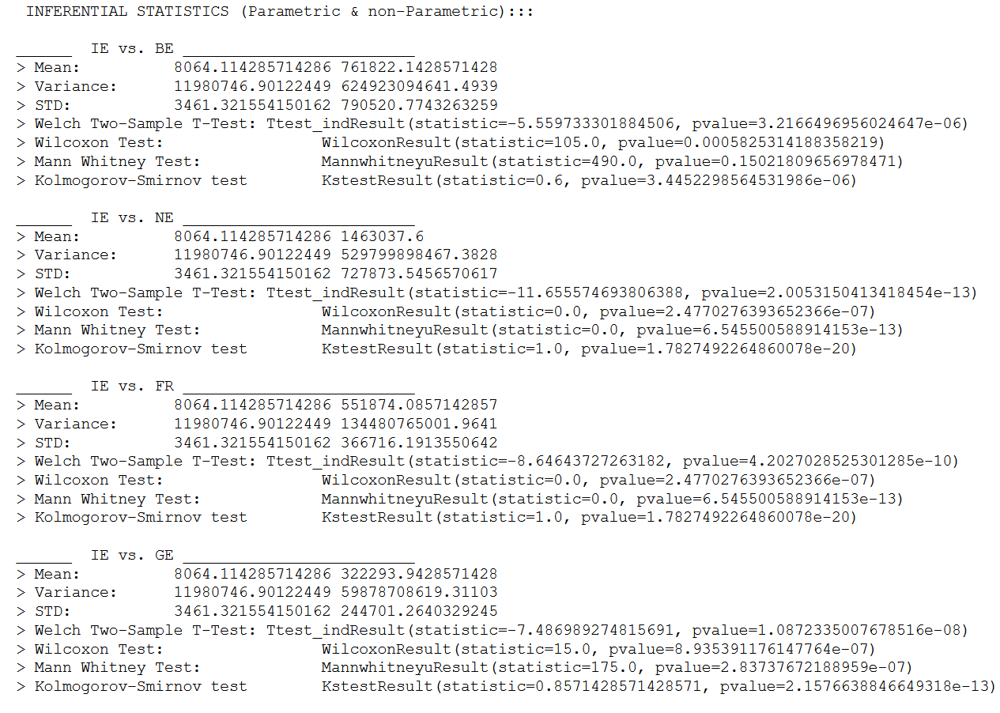 INFERENTIAL STATISTICS (Parametric & non-Parametric):::
______ IE vs. BE _________________________
> Mean: 8064.114285714286 761822.1428571428
> Variance: 11980746.90122449 624923094641.4939
> STD: 3461.321554150162 790520.7743263259
> Welch Two-Sample T-Test: Ttest_indResult(statistic=-5.559733301884506, pvalue=3.2166496956024647e-06)
> Wilcoxon Test: WilcoxonResult(statistic=105.0, pvalue=0.0005825314188358219)
> Mann Whitney Test: MannwhitneyuResult(statistic=490.0, pvalue=0.15021809656978471)
> Kolmogorov-Smirnov test KstestResult(statistic=0.6, pvalue=3.4452298564531986e-06)
______ IE vs. NE _________________________
> Mean: 8064.114285714286 1463037.6
> Variance: 11980746.90122449 529799898467.3828
> STD: 3461.321554150162 727873.5456570617
> Welch Two-Sample T-Test: Ttest_indResult(statistic=-11.655574693806388, pvalue=2.0053150413418454e-13)
> Wilcoxon Test: WilcoxonResult(statistic=0.0, pvalue=2.4770276393652366e-07)
> Mann Whitney Test: MannwhitneyuResult(statistic=0.0, pvalue=6.545500588914153e-13)
> Kolmogorov-Smirnov test KstestResult(statistic=1.0, pvalue=1.7827492264860078e-20)
______ IE vs. FR _________________________
> Mean: 8064.114285714286 551874.0857142857
> Variance: 11980746.90122449 134480765001.9641
> STD: 3461.321554150162 366716.1913550642
> Welch Two-Sample T-Test: Ttest_indResult(statistic=-8.64643727263182, pvalue=4.2027028525301285e-10)
> Wilcoxon Test: WilcoxonResult(statistic=0.0, pvalue=2.4770276393652366e-07)
> Mann Whitney Test: MannwhitneyuResult(statistic=0.0, pvalue=6.545500588914153e-13)
> Kolmogorov-Smirnov test KstestResult(statistic=1.0, pvalue=1.7827492264860078e-20)
______ IE vs. GE _________________________
> Mean: 8064.114285714286 322293.9428571428
> Variance: 11980746.90122449 59878708619.31103
> STD: 3461.321554150162 244701.2640329245
> Welch Two-Sample T-Test: Ttest_indResult(statistic=-7.486989274815691, pvalue=1.0872335007678516e-08)
> Wilcoxon Test: WilcoxonResult(statistic=15.0, pvalue=8.935391176147764e-07)
> Mann Whitney Test: MannwhitneyuResult(statistic=175.0, pvalue=2.83737672188959e-07)
> Kolmogorov-Smirnov test KstestResult(statistic=0.8571428571428571, pvalue=2.1576638846649318e-13)